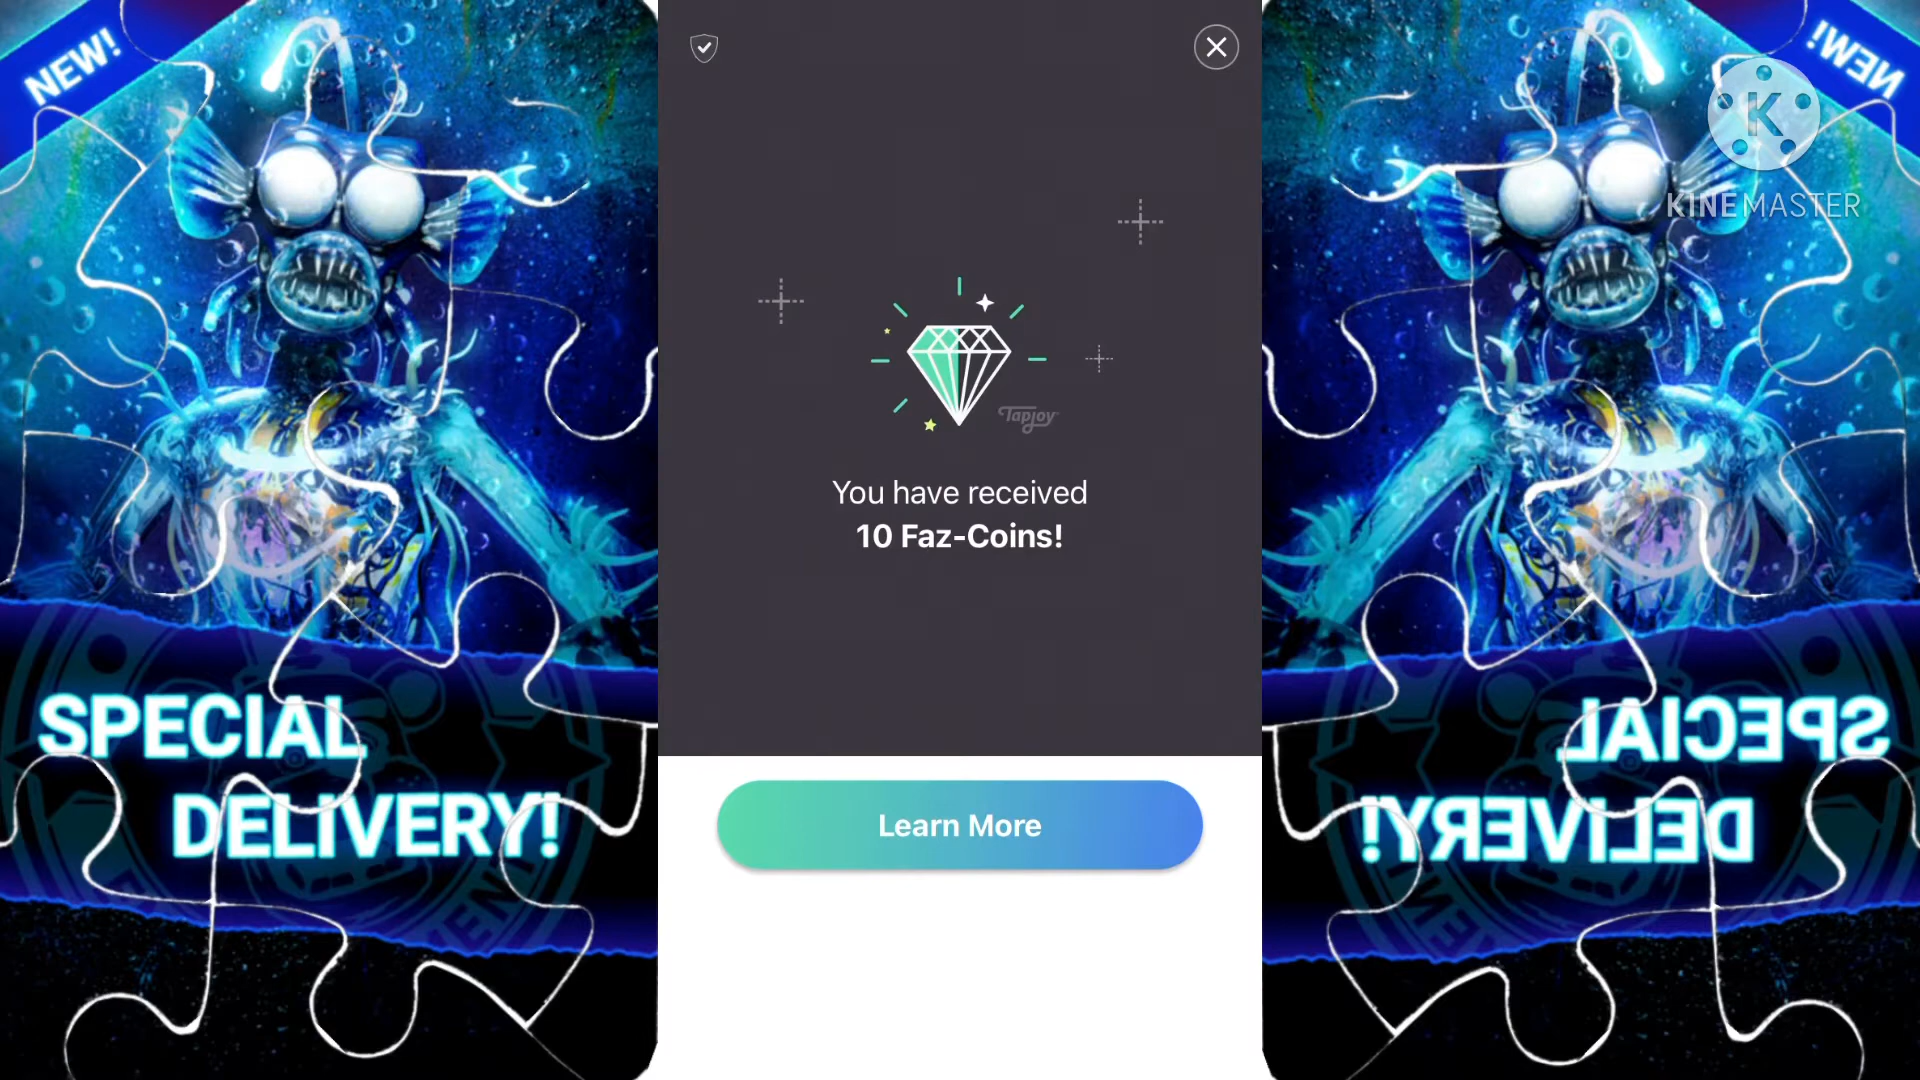 NEW!
NEW!
KINEMASTER
Tapjoy
You have received
10 Faz-Coins!
SPECIAL
DELIVERY!
SPECIAL
DELIVERY!
Learn More